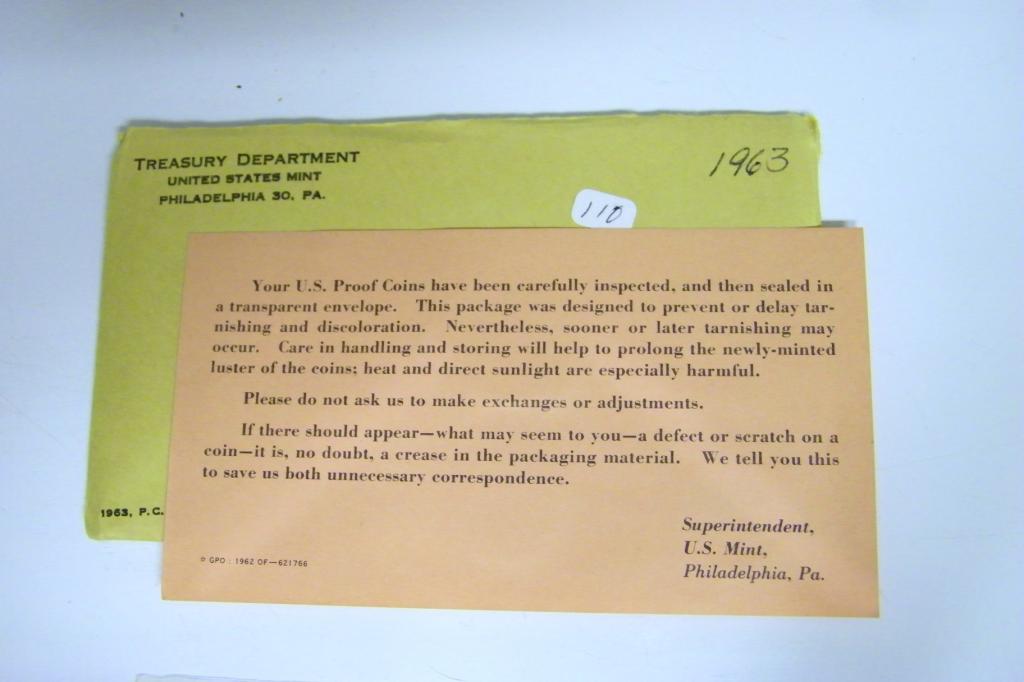 TREASURY DEPARTMENT
UNITED STATES MINT
PHILADELPHIA 30, PA.
1963
110
Your U.S. Proof Coins have been carefully inspected, and then sealed in
a transparent envelope. This package was designed to prevent or delay tar-
nishing and discoloration. Nevertheless, sooner or later tarnishing may
occur. Care in handling and storing will help to prolong the newly-minted
luster of the coins; heat and direct sunlight are especially harmful.
Please do not ask us to make exchanges or adjustments.
If there should appear—what may seem to you—a defect or scratch on a
coin—it is, no doubt, a crease in the packaging material. We tell you this
to save us both unnecessary correspondence.
1963, P.C.
Superintendent,
U.S. Mint,
Philadelphia, Pa.
☆ GPO : 1962 OF—621766